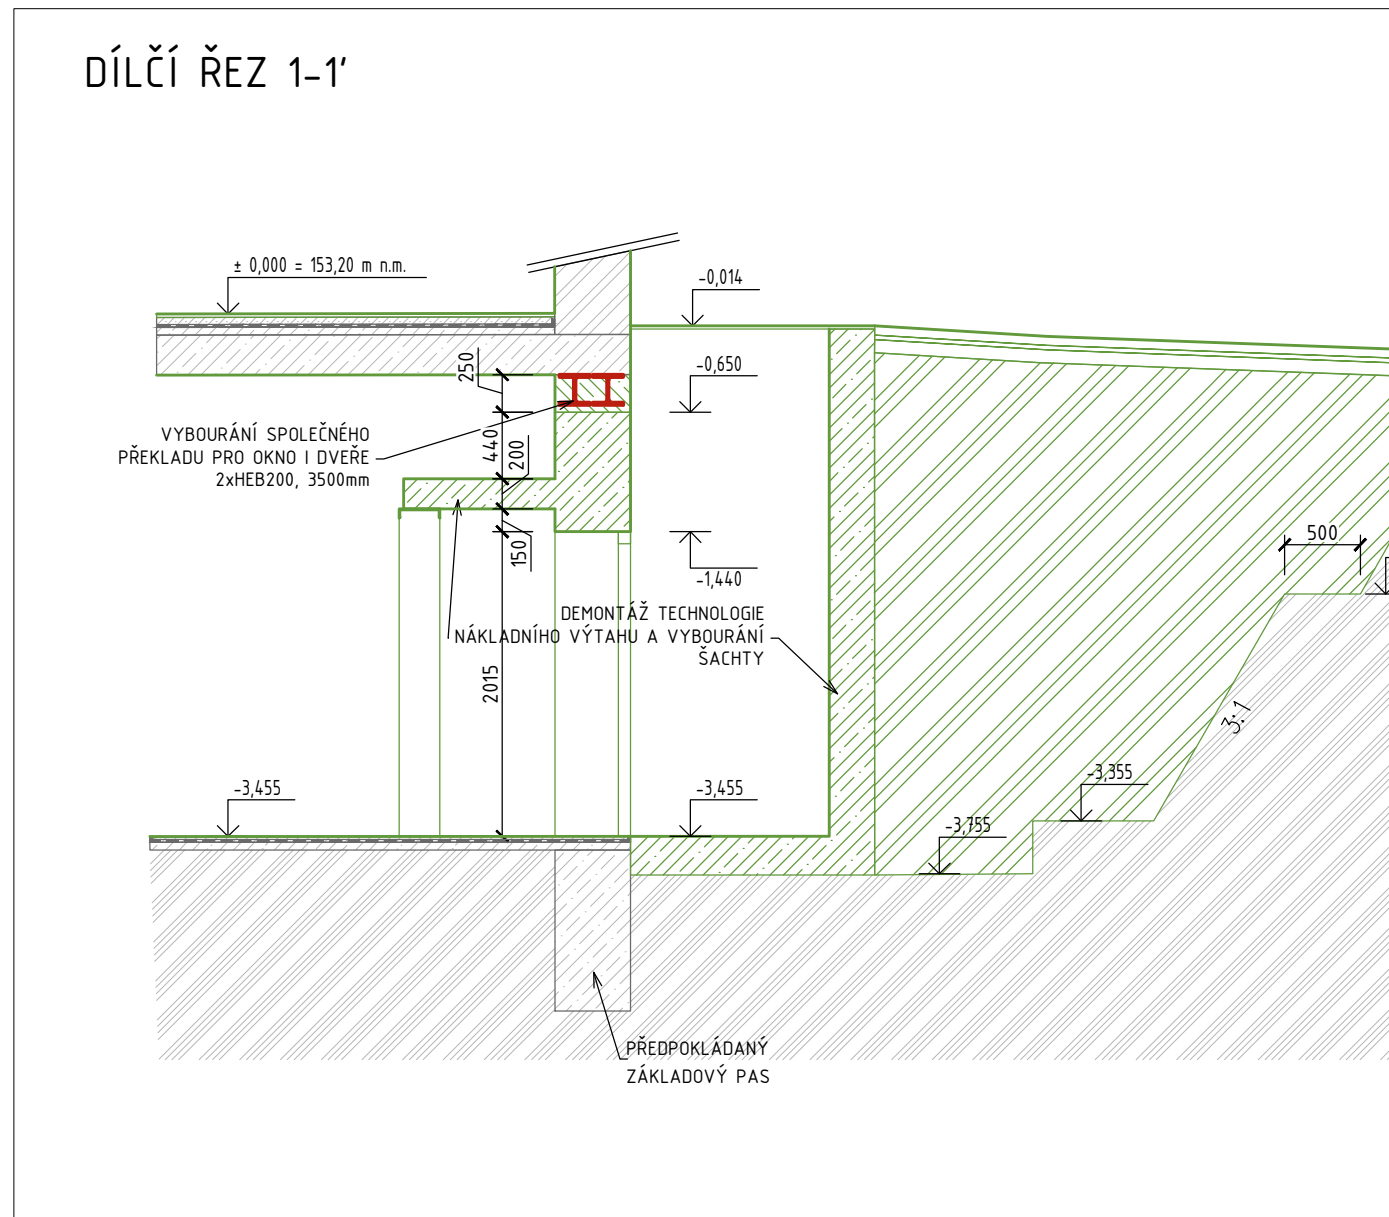 DÍLČÍ ŘEZ 1-1'
± 0,000 = 153,20 m n.m.
-0,014
250
-0,650
VYBOURÁNÍ SPOLEČNÉHO
PŘEKLADU PRO OKNO I DVEŘE
2xHEB200, 3500mm
440
200
150
500
-1,440
DEMONTÁŽ TECHNOLOGIE
NÁKLADNÍHO VÝTAHU A VYBOURÁNÍ
ŠACHTY
2015
3:1
-3,455
-3,455
-3,355
-3,755
PŘEDPOKLÁDANÝ
ZÁKLADOVÝ PAS